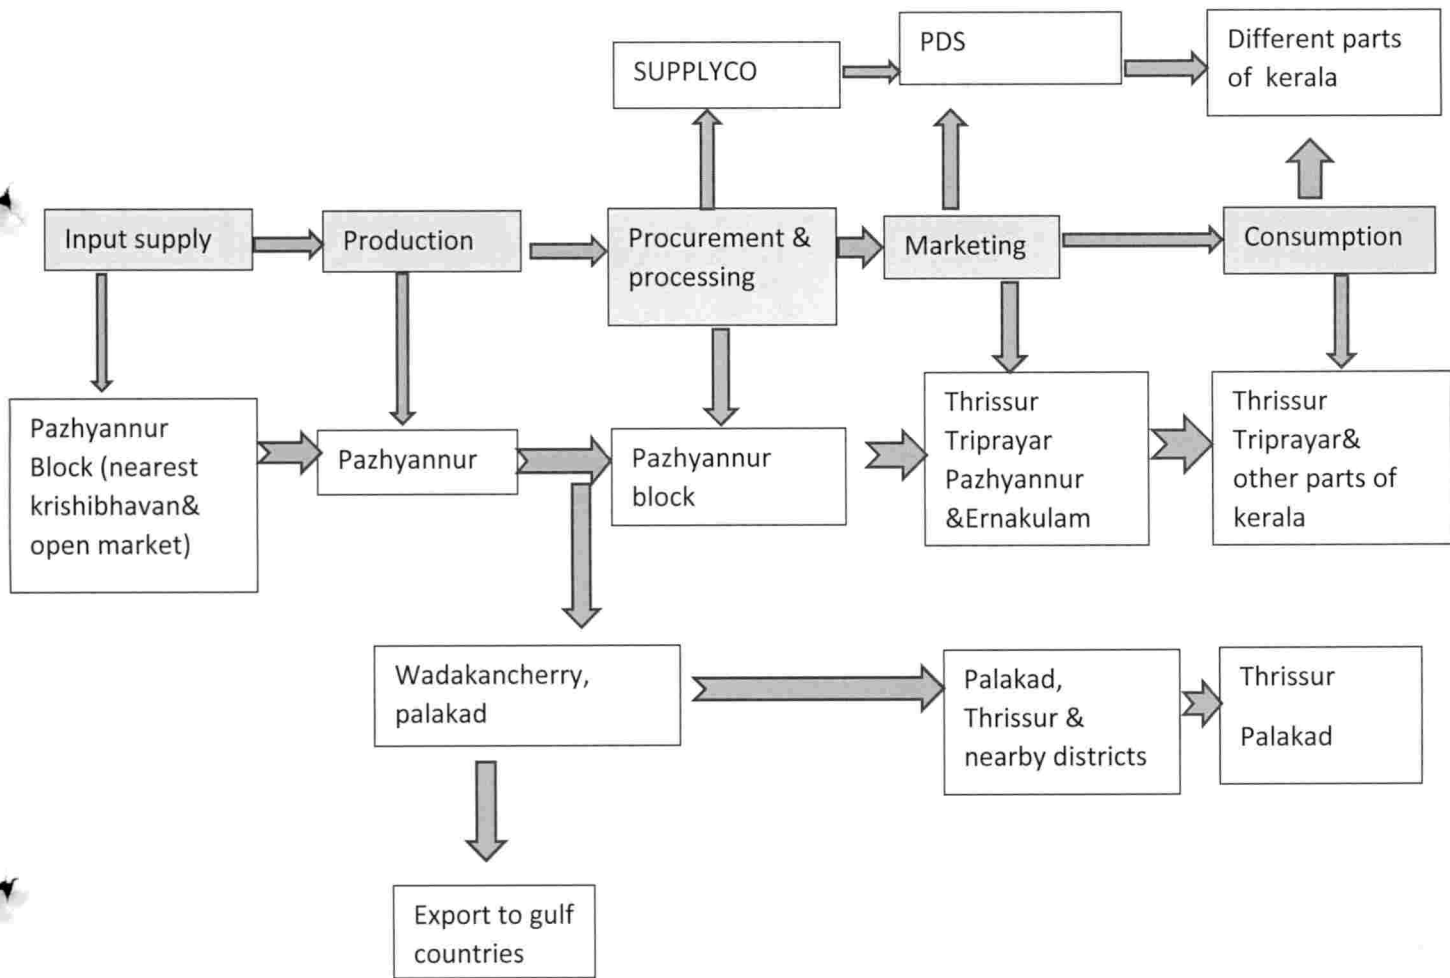 SUPPLYCO
PDS
Different parts
of kerala
Input supply
Production
Procurement &
processing
Marketing
Consumption
Pazhyannur
Block (nearest
krishibhavan&
open market)
Pazhyannur
Pazhyannur
block
Thrissur
Triprayar
Pazhyannur
&Ernakulam
Thrissur
Triprayar&
other parts of
kerala
Wadakancherry,
palakad
Palakad,
Thrissur &
nearby districts
Thrissur
Palakad
Export to gulf
countries